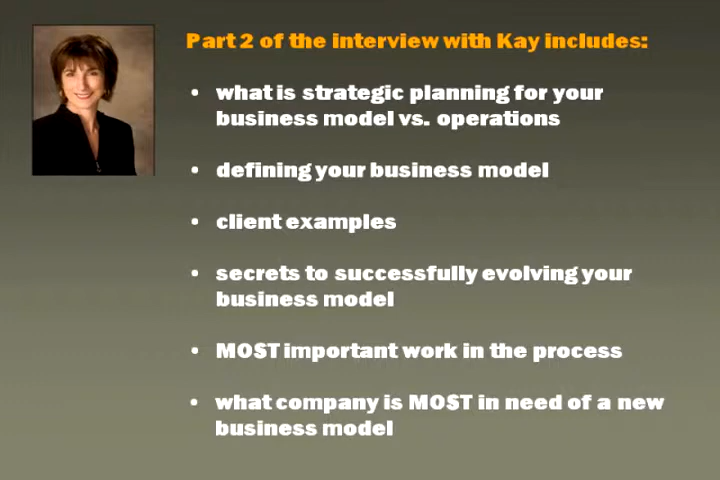 Part 2 of the interview with Kay includes:
• what is strategic planning for your
business model vs. operations
• defining your business model
• client examples
• secrets to successfully evolving your
business model
• MOST important work in the process
• what company is MOST in need of a new
business model